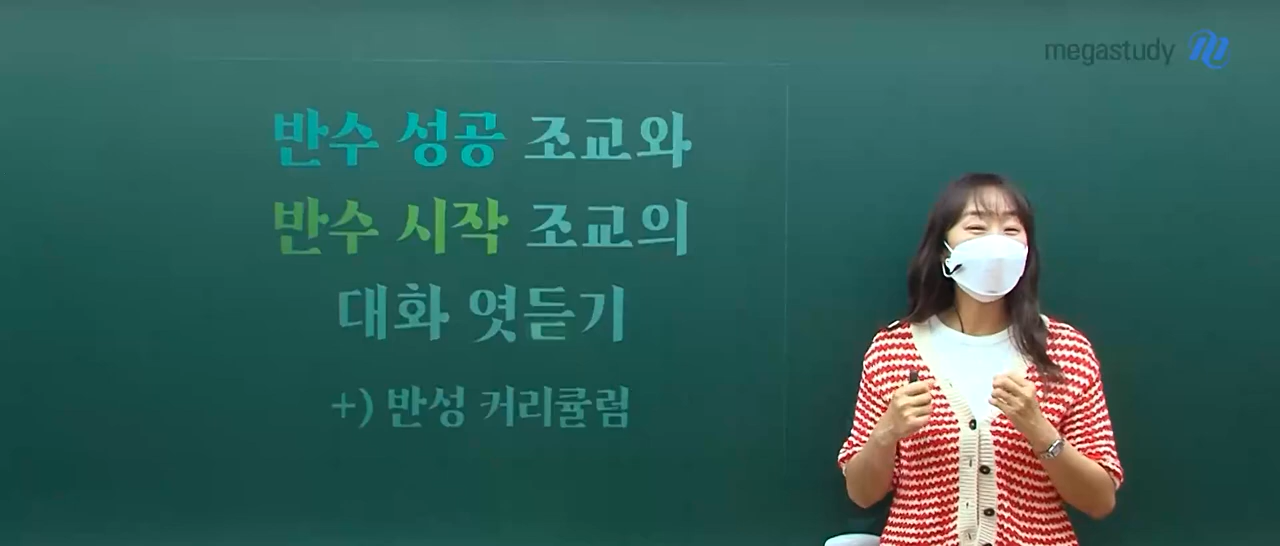 megastudy
반수 성공 조교와
반수 시작 조교의
대화 엿듣기
+) 반성 커리큘럼